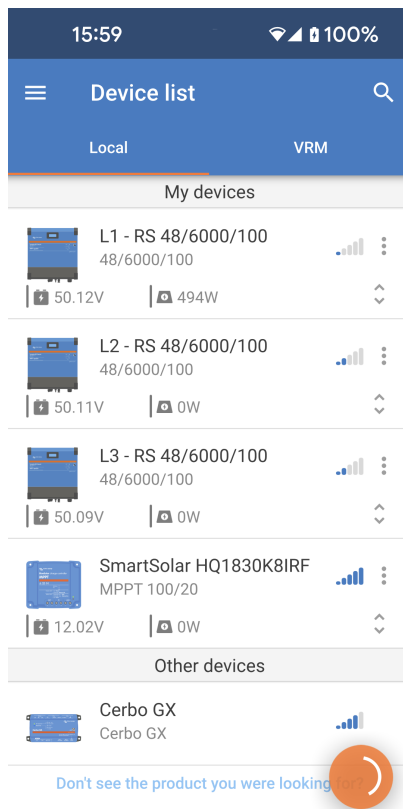 15:59
100%
Device list
Local
VRM
My devices
L1 - RS 48/6000/100
48/6000/100
50.12V
494W
L2 - RS 48/6000/100
48/6000/100
50.11V
0W
L3 - RS 48/6000/100
48/6000/100
50.09V
0W
SmartSolar HQ1830K8IRF
MPPT 100/20
12.02V
0W
Other devices
Cerbo GX
Cerbo GX
Don't see the product you were looking for?